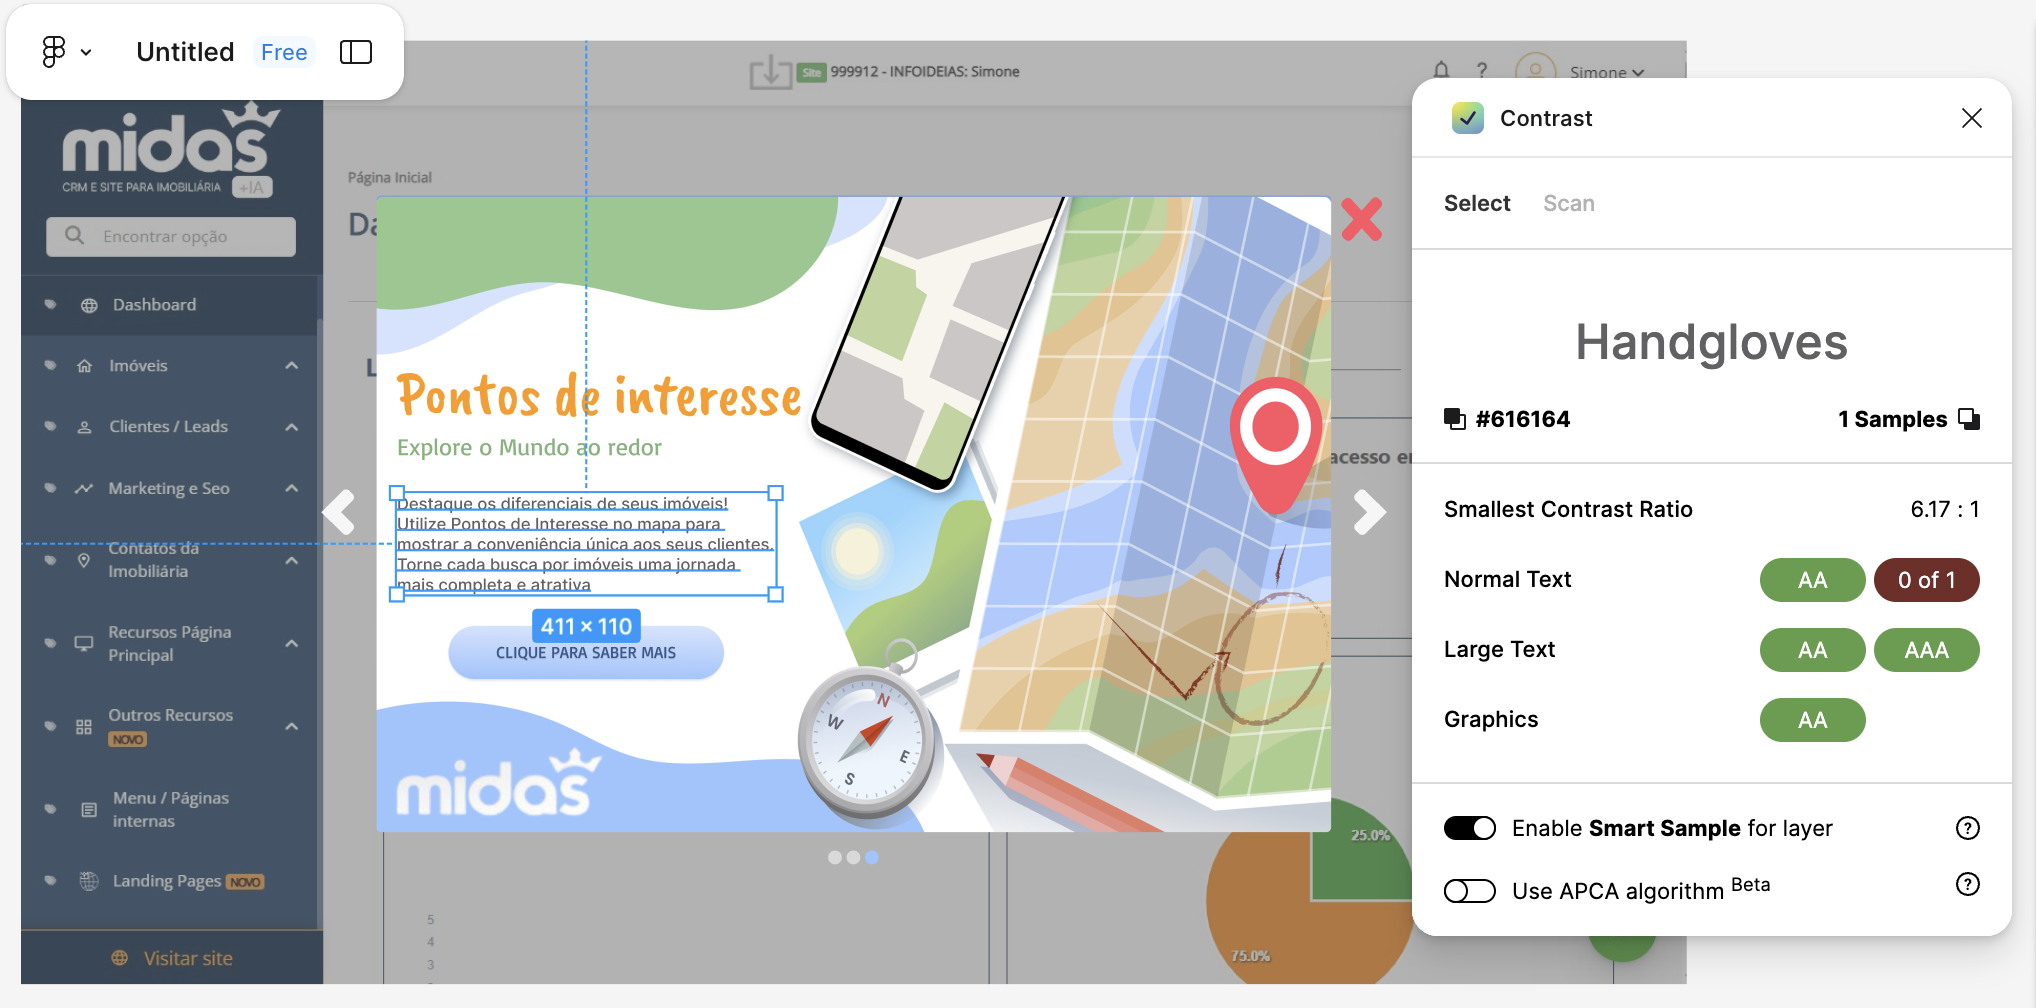 Untitled Free
Site 999912 - INFOIDEIAS: Simone
? Simone
midas
CRM E SITE PARA IMOBILIÁRIA +IA
Encontrar opção
Dashboard
Imóveis
Clientes / Leads
Marketing e Seo
Contatos da
Imobiliária
Recursos Página
Principal
Outros Recursos
NOVO
Menu / Páginas
internas
Landing Pages NOVO
Visitar site
Página Inicial
Da
L
Pontos de interesse
Explore o Mundo ao redor
Destaque os diferenciais de seus imóveis!
Utilize Pontos de Interesse no mapa para
mostrar a conveniência única aos seus clientes.
Torne cada busca por imóveis uma jornada
mais completa e atrativa
411 × 110
CLIQUE PARA SABER MAIS
midas
N
W
E
S
acesso e
25.0%
75.0%
5
4
3
Contrast
Select Scan
Handgloves
#616164 1 Samples
Smallest Contrast Ratio 6.17 : 1
Normal Text AA 0 of 1
Large Text AA AAA
Graphics AA
Enable Smart Sample for layer ?
Use APCA algorithm Beta ?